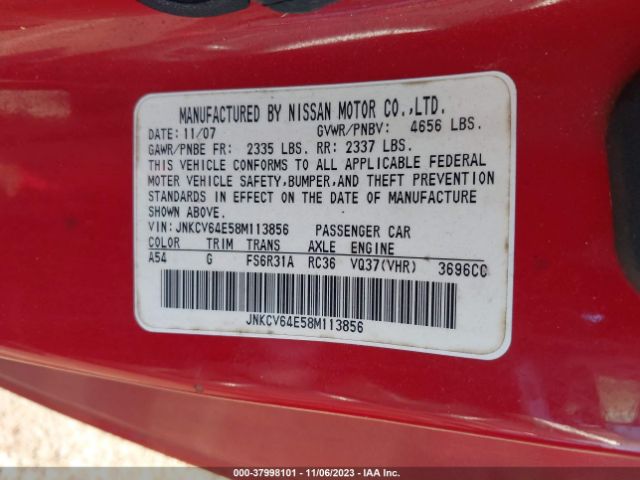 MANUFACTURED BY NISSAN MOTOR CO.,LTD.
DATE: 11/07 GVWR/PNBV: 4656 LBS.
GAWR/PNBE FR: 2335 LBS. RR: 2337 LBS.
THIS VEHICLE CONFORMS TO ALL APPLICABLE FEDERAL
MOTOR VEHICLE SAFETY,BUMPER,AND THEFT PREVENTION
STANDARDS IN EFFECT ON THE DATE OF MANUFACTURE
SHOWN ABOVE.
VIN:JNKCV64E58M113856 PASSENGER CAR
COLOR TRIM TRANS AXLE ENGINE
A54 G FS6R31A RC36 VQ37(VHR) 3696CC
JNKCV64E58M113856
000-37998101 - 11/06/2023 - IAA Inc.